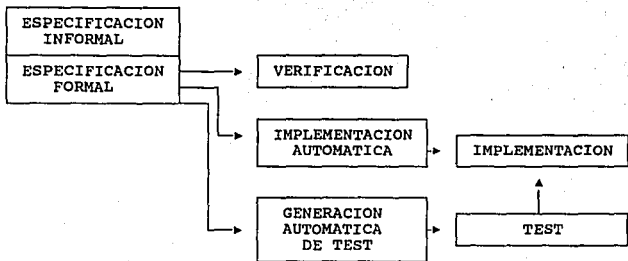 ESPECIFICACION
INFORMAL
ESPECIFICACION
FORMAL
VERIFICACION
IMPLEMENTACION
AUTOMATICA
IMPLEMENTACION
GENERACION
AUTOMATICA
DE TEST
TEST